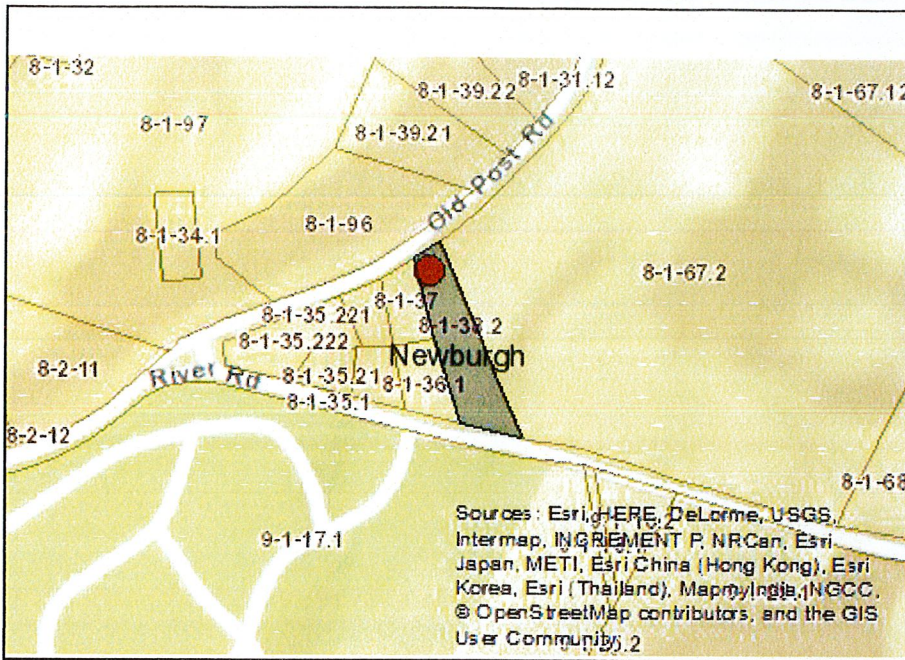 8-1-32
8-1-39.22
8-1-31.12
8-1-67.12
8-1-97
8-1-39.21
Old Post Rd
8-1-34.1
8-1-96
8-1-67.2
8-1-37
8-1-35.221
8-1-38.2
8-1-35.222
Newburgh
8-2-11
River Rd
8-1-35.21
8-1-36.1
8-1-35.1
8-2-12
8-1-68
9-1-17.1
Sources: Esri, HERE, DeLorme, USGS,
Intermap, INCREMENT P, NRCan, Esri
Japan, METI, Esri China (Hong Kong), Esri
Korea, Esri (Thailand), MapmyIndia, NGCC,
© OpenStreetMap contributors, and the GIS
User Community